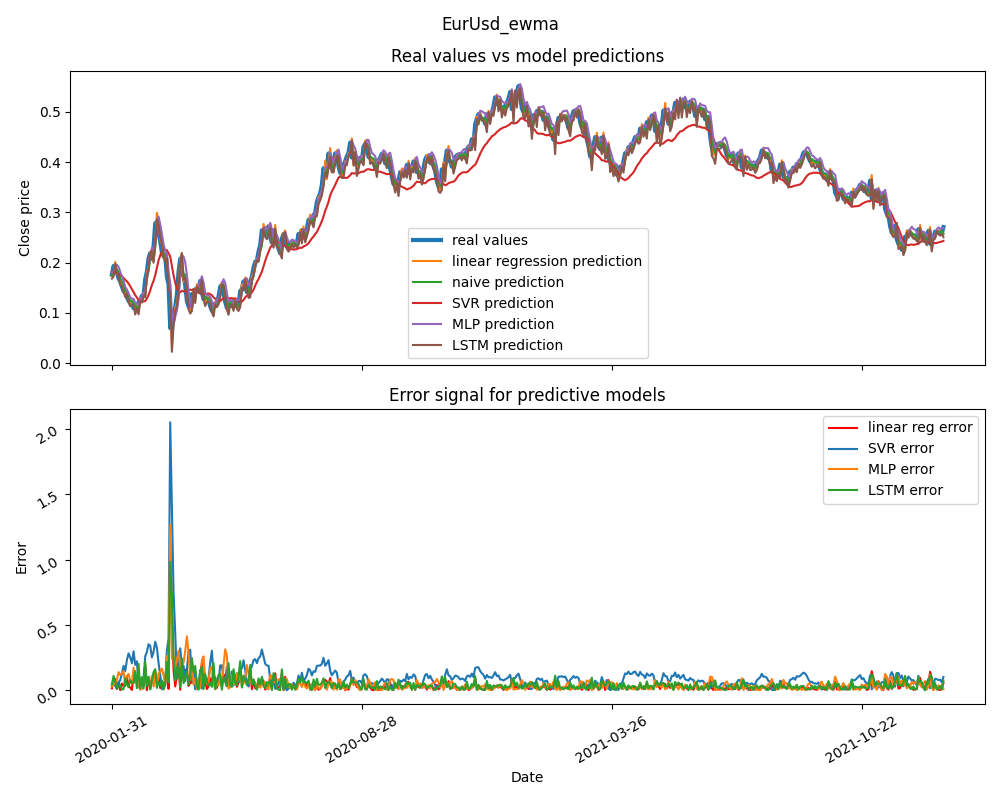 EurUsd_ewma
Real values vs model predictions
Close price
0.5
0.4
0.3
0.2
0.1
0.0
real values
linear regression prediction
naive prediction
SVR prediction
MLP prediction
LSTM prediction
Error signal for predictive models
Error
2.0
1.5
1.0
0.5
0.0
linear reg error
SVR error
MLP error
LSTM error
2020-01-31
2020-08-28
2021-03-26
2021-10-22
Date